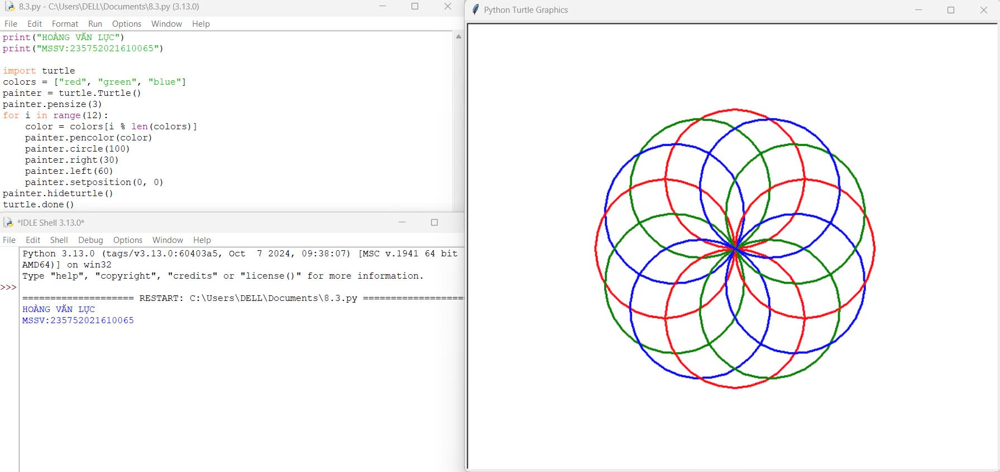 8.3.py - C:\Users\DELL\Documents\8.3.py (3.13.0)
File Edit Format Run Options Window Help
print("HOÀNG VĂN LỰC")
print("MSSV:235752021610065")

import turtle
colors = ["red", "green", "blue"]
painter = turtle.Turtle()
painter.pensize(3)
for i in range(12):
    color = colors[i % len(colors)]
    painter.pencolor(color)
    painter.circle(100)
    painter.right(30)
    painter.left(60)
    painter.setposition(0, 0)
painter.hideturtle()
turtle.done()
*IDLE Shell 3.13.0*
File Edit Shell Debug Options Window Help
Python 3.13.0 (tags/v3.13.0:60403a5, Oct  7 2024, 09:38:07) [MSC v.1941 64 bit
AMD64)] on win32
Type "help", "copyright", "credits" or "license()" for more information.
>>>
==================== RESTART: C:\Users\DELL\Documents\8.3.py ==================
HOÀNG VĂN LỰC
MSSV:235752021610065
Python Turtle Graphics